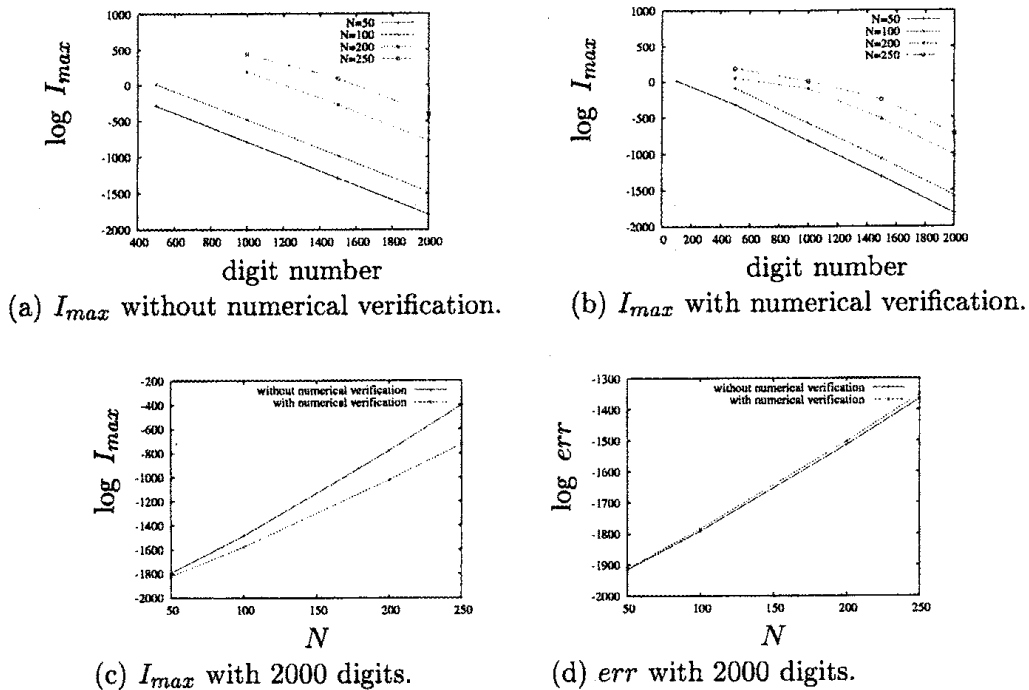 N=50
N=100
N=200
N=250
1000
500
0
-500
-1000
-1500
-2000
400 600 800 1000 1200 1400 1600 1800 2000
log I_max
digit number
(a) I_max without numerical verification.
N=50
N=100
N=200
N=250
1000
500
0
-500
-1000
-1500
-2000
0 200 400 600 800 1000 1200 1400 1600 1800 2000
log I_max
digit number
(b) I_max with numerical verification.
without numerical verification
with numerical verification
-200
-400
-600
-800
-1000
-1200
-1400
-1600
-1800
-2000
50 100 150 200 250
log I_max
N
(c) I_max with 2000 digits.
without numerical verification
with numerical verification
-1300
-1400
-1500
-1600
-1700
-1800
-1900
-2000
50 100 150 200 250
log err
N
(d) err with 2000 digits.